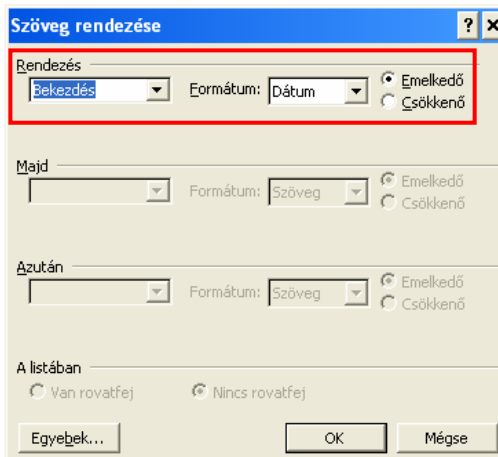 Szöveg rendezése
Rendezés
Bekezdés Formátum: Dátum Emelkedő
Csökkenő
Majd
Formátum: Szöveg Emelkedő
Csökkenő
Azután
Formátum: Szöveg Emelkedő
Csökkenő
A listában
Van rovatfej Nincs rovatfej
Egyebek... OK Mégse